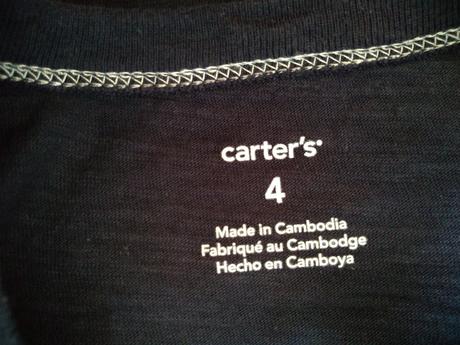 carter's
4
Made in Cambodia
Fabriqué au Cambodge
Hecho en Camboya